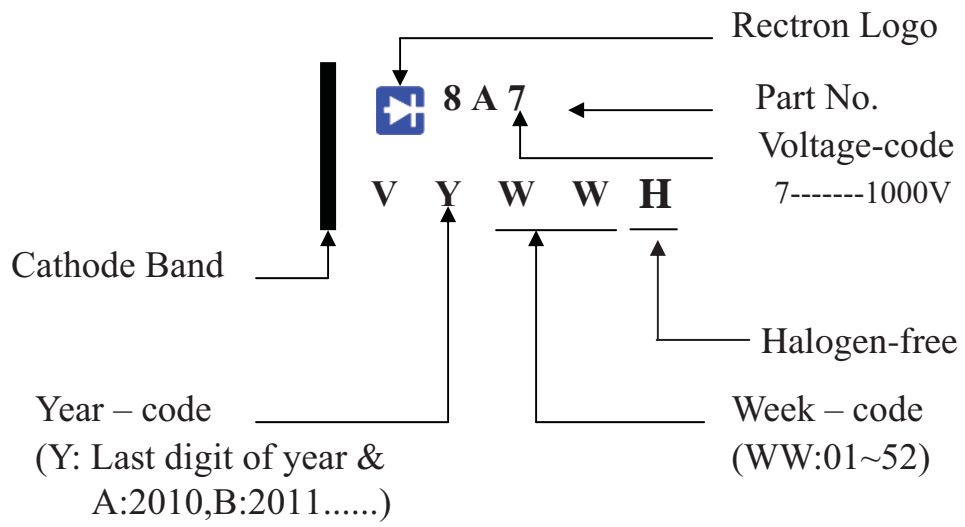 Rectron Logo
8 A 7
Part No.
Voltage-code
7-------1000V
V Y W W H
Cathode Band
Halogen-free
Year – code
(Y: Last digit of year &
A:2010,B:2011......)
Week – code
(WW:01~52)